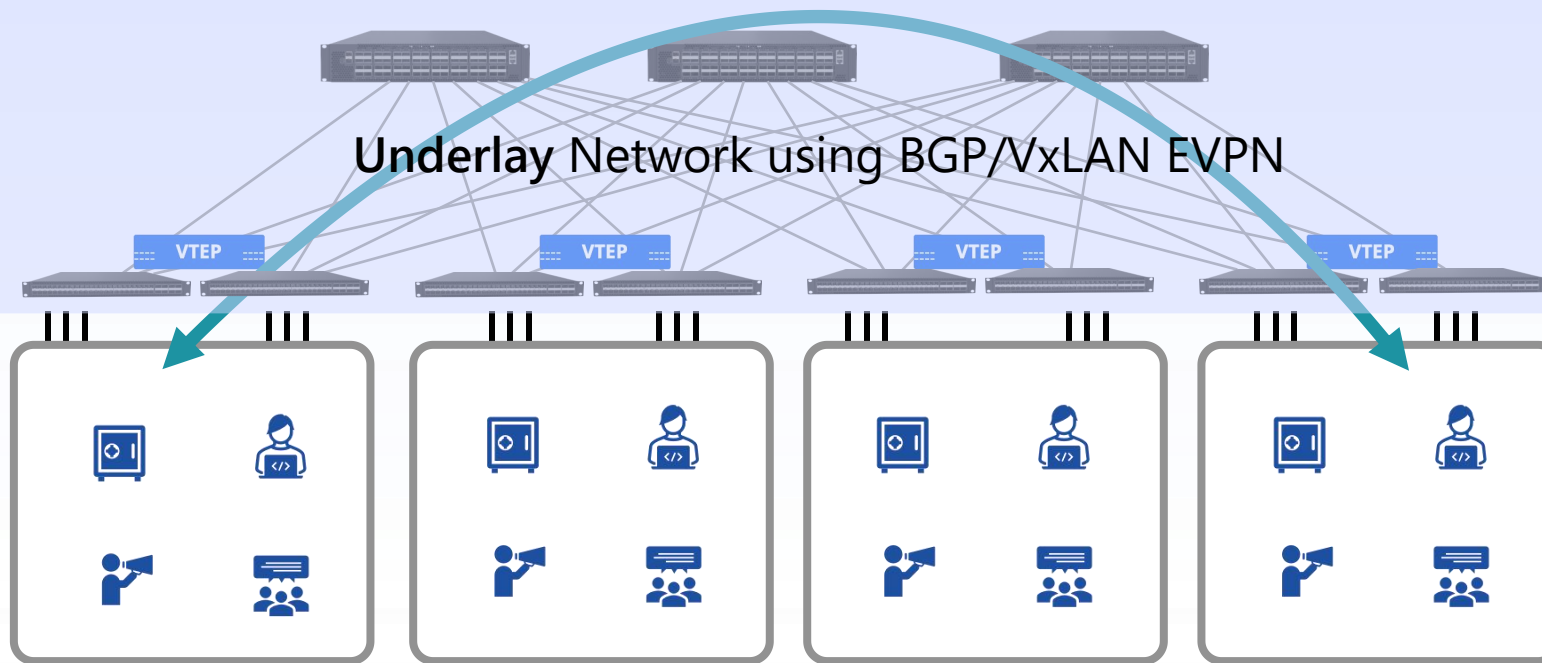 Underlay Network using BGP/VxLAN EVPN
VTEP
VTEP
VTEP
VTEP
</>
</>
</>
</>